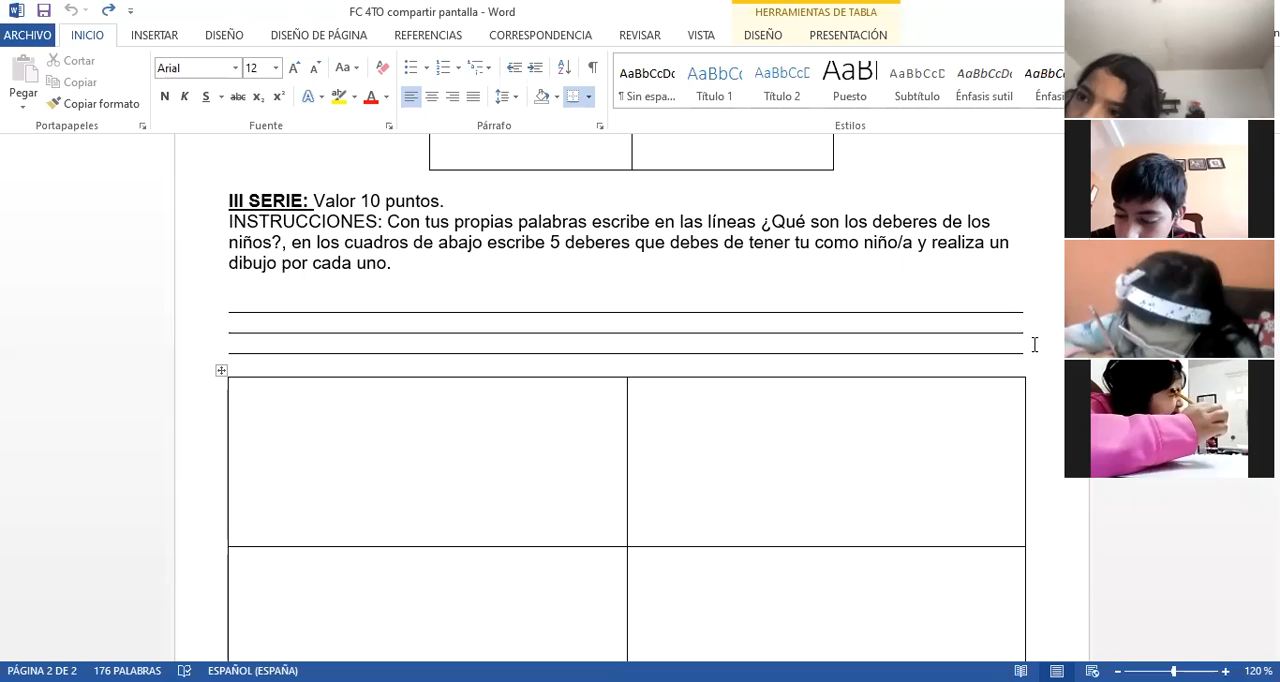 FC 4TO compartir pantalla - Word
HERRAMIENTAS DE TABLA
ARCHIVO INICIO INSERTAR DISEÑO DISEÑO DE PÁGINA REFERENCIAS CORRESPONDENCIA REVISAR VISTA DISEÑO PRESENTACIÓN
Pegar
Cortar
Copiar
Copiar formato
Portapapeles
Arial 12
Aa
N K S abc x₂ x²
Fuente
Párrafo
AaBbCcDc AaBbCc AaBbCcD AaBl AaBbCcD AaBbCcDc AaBbCc
¶ Sin espa... Título 1 Título 2 Puesto Subtítulo Énfasis sutil Énfas
Estilos
III SERIE: Valor 10 puntos.
INSTRUCCIONES: Con tus propias palabras escribe en las líneas ¿Qué son los deberes de los
niños?, en los cuadros de abajo escribe 5 deberes que debes de tener tu como niño/a y realiza un
dibujo por cada uno.
PÁGINA 2 DE 2 176 PALABRAS ESPAÑOL (ESPAÑA) 120 %